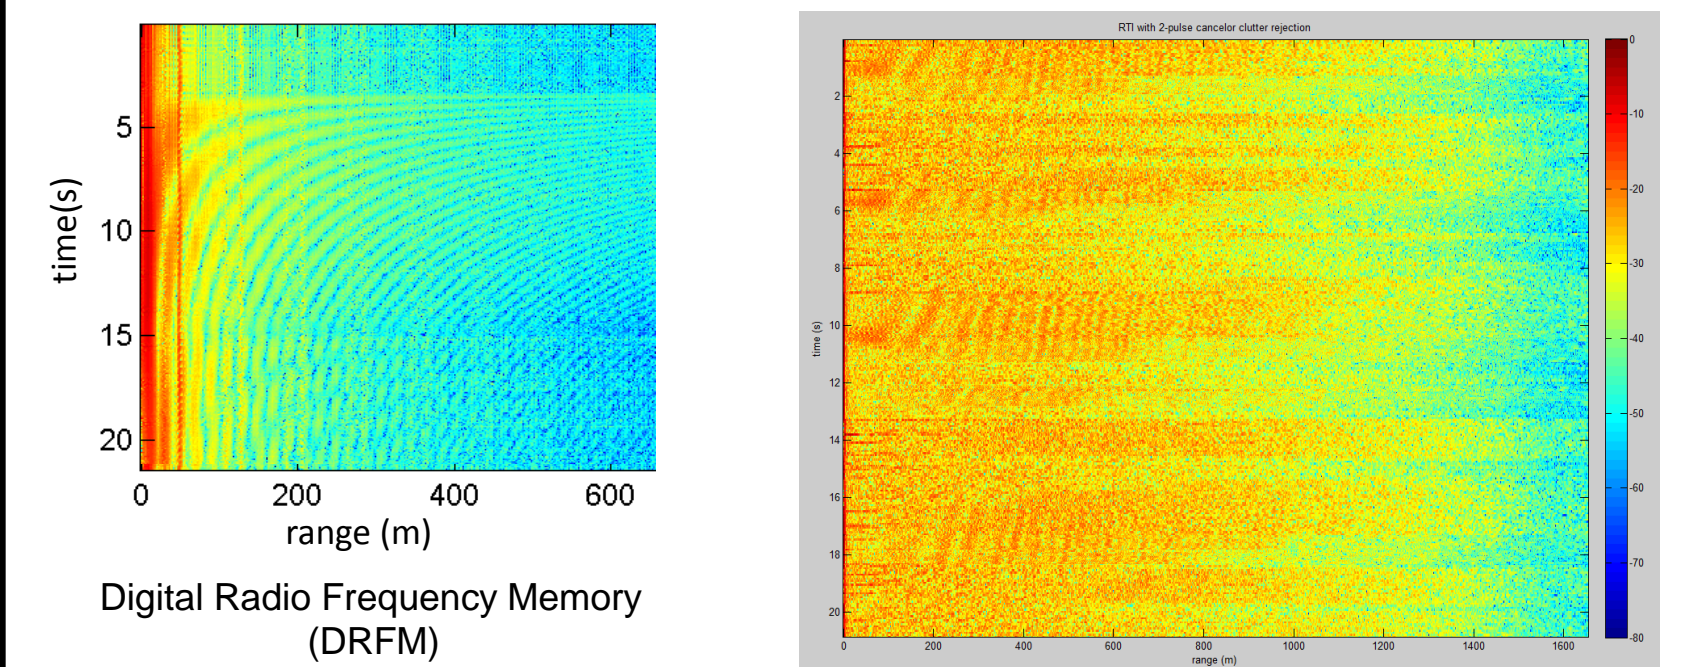 5
10
15
20
time(s)
0 200 400 600
range (m)
Digital Radio Frequency Memory
(DRFM)
RTI with 2-pulse cancelor clutter rejection
2
4
6
8
10
12
14
16
18
20
time (s)
200 400 600 800 1000 1200 1400 1600
range (m)
0
-10
-20
-30
-40
-50
-60
-70
-80